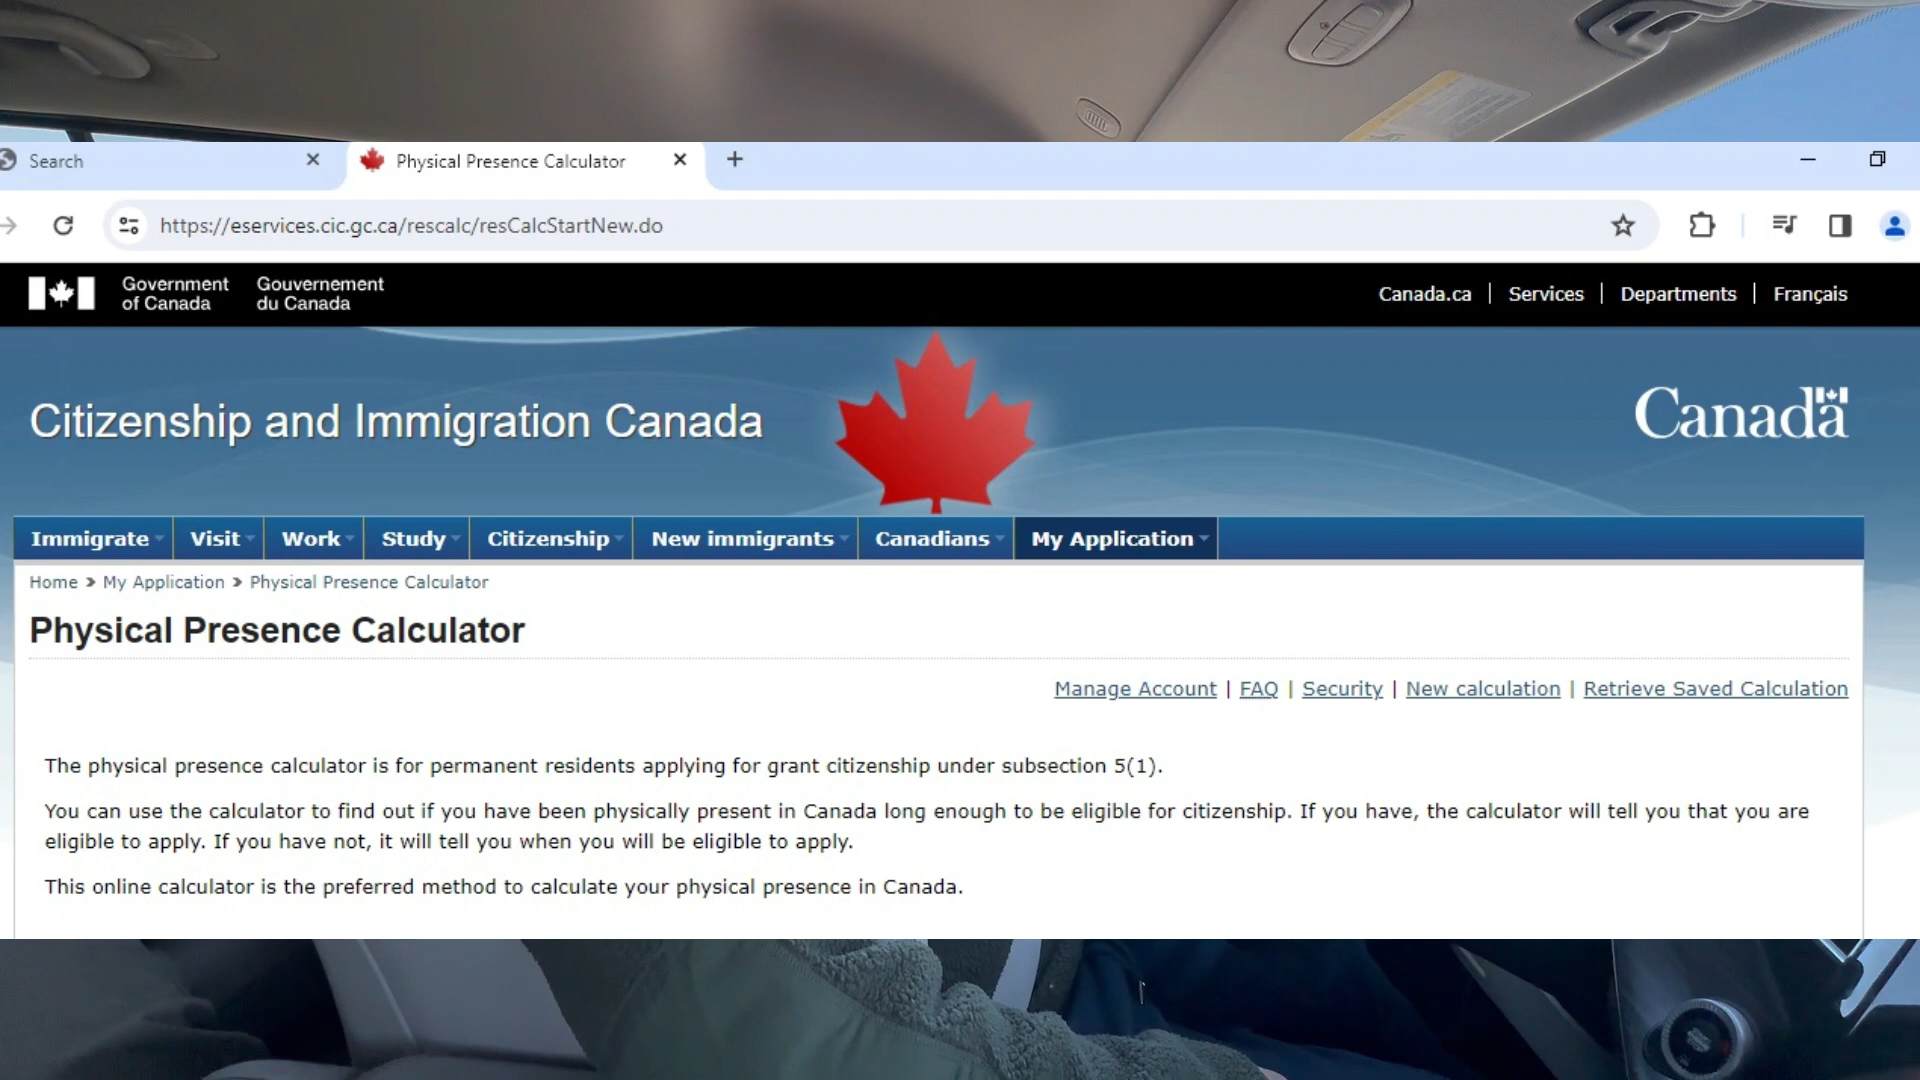 Search
Physical Presence Calculator
https://eservices.cic.gc.ca/rescalc/resCalcStartNew.do
Government of Canada
Gouvernement du Canada
Canada.ca | Services | Departments | Français
Citizenship and Immigration Canada
Canada
Immigrate Visit Work Study Citizenship New immigrants Canadians My Application
Home > My Application > Physical Presence Calculator
Physical Presence Calculator
Manage Account | FAQ | Security | New calculation | Retrieve Saved Calculation
The physical presence calculator is for permanent residents applying for grant citizenship under subsection 5(1).
You can use the calculator to find out if you have been physically present in Canada long enough to be eligible for citizenship. If you have, the calculator will tell you that you are
eligible to apply. If you have not, it will tell you when you will be eligible to apply.
This online calculator is the preferred method to calculate your physical presence in Canada.